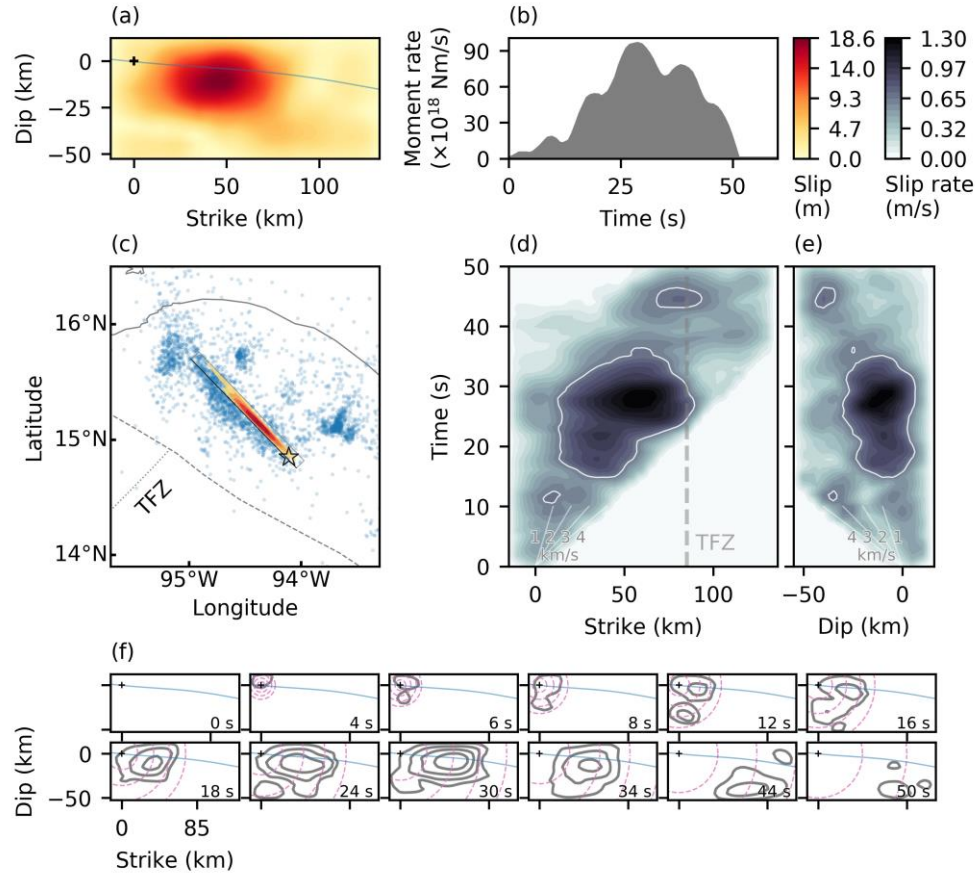 (a)
Dip (km)
0
−25
−50
0
100
Strike (km)
(b)
Moment rate
(×10¹⁸ Nm/s)
90
60
30
0
0
25
50
Time (s)
18.6
14.0
9.3
4.7
0.0
Slip
(m)
1.30
0.97
0.65
0.32
0.00
Slip rate
(m/s)
(c)
Latitude
16°N
15°N
14°N
TFZ
95°W
94°W
Longitude
(d)
Time (s)
50
40
30
20
10
0
1 2 3 4
km/s
TFZ
0
50
100
Strike (km)
(e)
4 3 2 1
km/s
−50
0
Dip (km)
(f)
0 s
4 s
6 s
8 s
12 s
16 s
Dip (km)
0
−50
18 s
24 s
30 s
34 s
44 s
50 s
0
85
Strike (km)